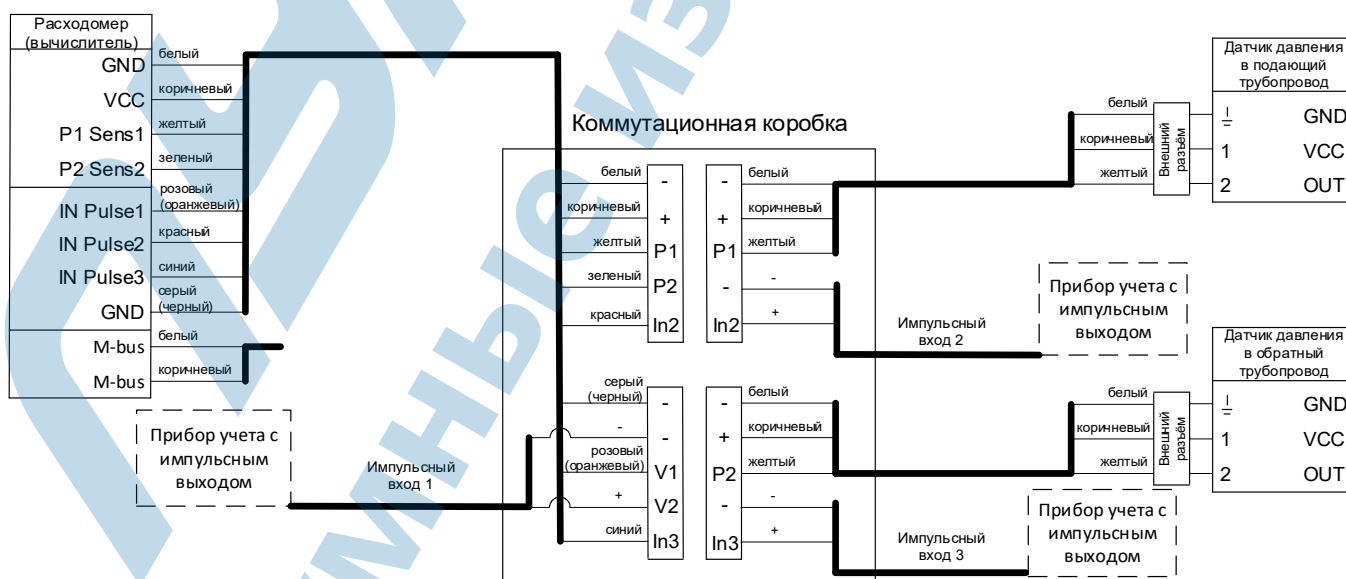 Расходомер
(вычислитель)
GND
белый
VCC
коричневый
P1 Sens1
желтый
P2 Sens2
зеленый
IN Pulse1
розовый
(оранжевый)
IN Pulse2
красный
IN Pulse3
синий
GND
серый
(черный)
M-bus
белый
M-bus
коричневый
Прибор учета с
импульсным
выходом
Импульсный
вход 1
Коммутационная коробка
белый
-
коричневый
+
желтый
P1
зеленый
P2
красный
In2
-
белый
+
коричневый
P1
желтый
-
-
In2
+
серый
(черный)
-
-
-
розовый
(оранжевый)
V1
+
V2
синий
In3
-
белый
+
коричневый
P2
желтый
-
-
In3
+
Импульсный
вход 2
Прибор учета с
импульсным
выходом
Импульсный
вход 3
Прибор учета с
импульсным
выходом
Датчик давления
в подающий
трубопровод
белый
коричневый
желтый
Внешний
разъём
GND
1 VCC
2 OUT
Датчик давления
в обратный
трубопровод
белый
коричневый
желтый
Внешний
разъём
GND
1 VCC
2 OUT
умные из